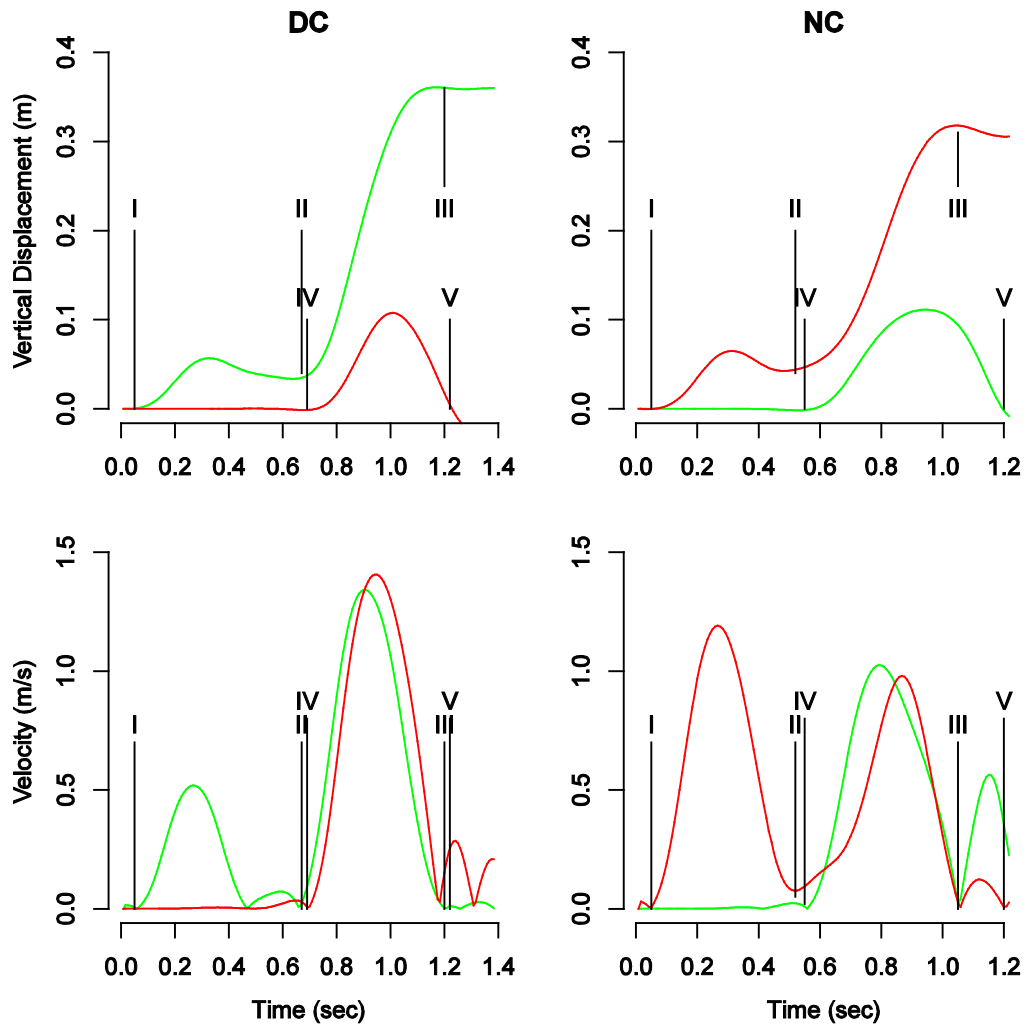 DC
NC
Vertical Displacement (m)
0.4
0.3
0.2
0.1
0.0
I
II
III
IV
V
0.0 0.2 0.4 0.6 0.8 1.0 1.2 1.4
0.4
0.3
0.2
0.1
0.0
I
II
III
IV
V
0.0 0.2 0.4 0.6 0.8 1.0 1.2
Velocity (m/s)
1.5
1.0
0.5
0.0
IV
V
I
II
III
0.0 0.2 0.4 0.6 0.8 1.0 1.2 1.4
Time (sec)
1.5
1.0
0.5
0.0
IV
V
I
II
III
0.0 0.2 0.4 0.6 0.8 1.0 1.2
Time (sec)